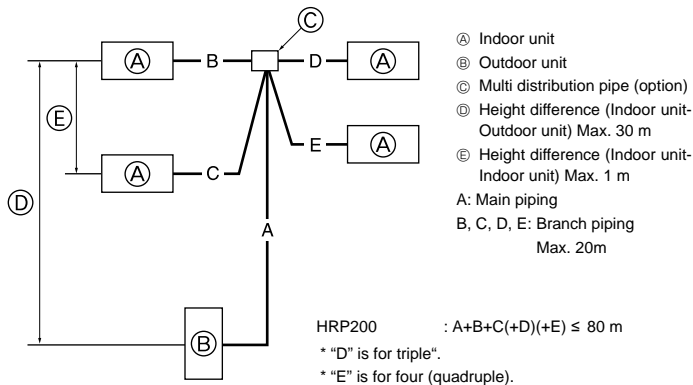 Ⓒ
Ⓐ B D Ⓐ
Ⓔ
Ⓐ C E Ⓐ
Ⓓ
A
Ⓑ
Ⓐ Indoor unit
Ⓑ Outdoor unit
Ⓒ Multi distribution pipe (option)
Ⓓ Height difference (Indoor unit-
Outdoor unit) Max. 30 m
Ⓔ Height difference (Indoor unit-
Indoor unit) Max. 1 m
A: Main piping
B, C, D, E: Branch piping
Max. 20m
HRP200 : A+B+C(+D)(+E) ≤ 80 m
* “D” is for triple“.
* “E” is for four (quadruple).